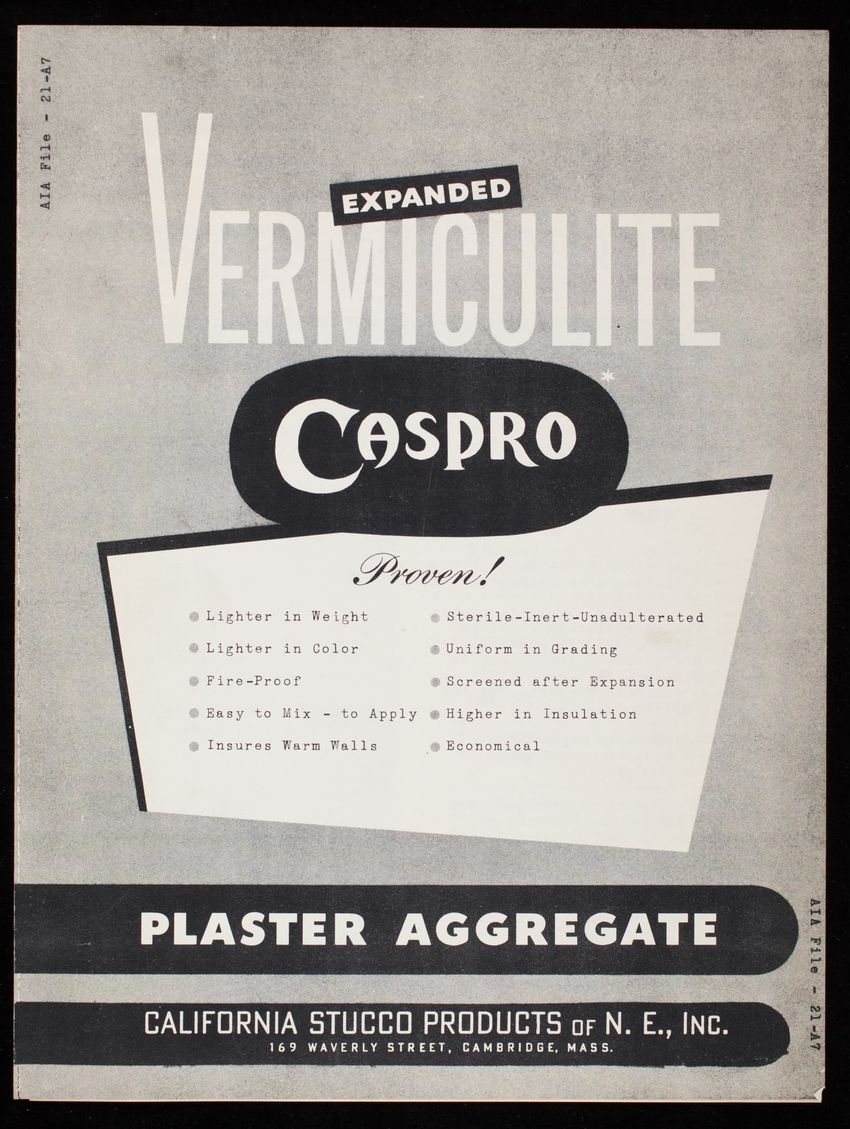 AIA File - 21-A7
EXPANDED
VERMICULITE
CASPRO*
Proven!
Lighter in Weight
Lighter in Color
Fire-Proof
Easy to Mix - to Apply
Insures Warm Walls
Sterile-Inert-Unadulterated
Uniform in Grading
Screened after Expansion
Higher in Insulation
Economical
PLASTER AGGREGATE
CALIFORNIA STUCCO PRODUCTS OF N. E., INC.
169 WAVERLY STREET, CAMBRIDGE, MASS.
AIA File - 21-A7